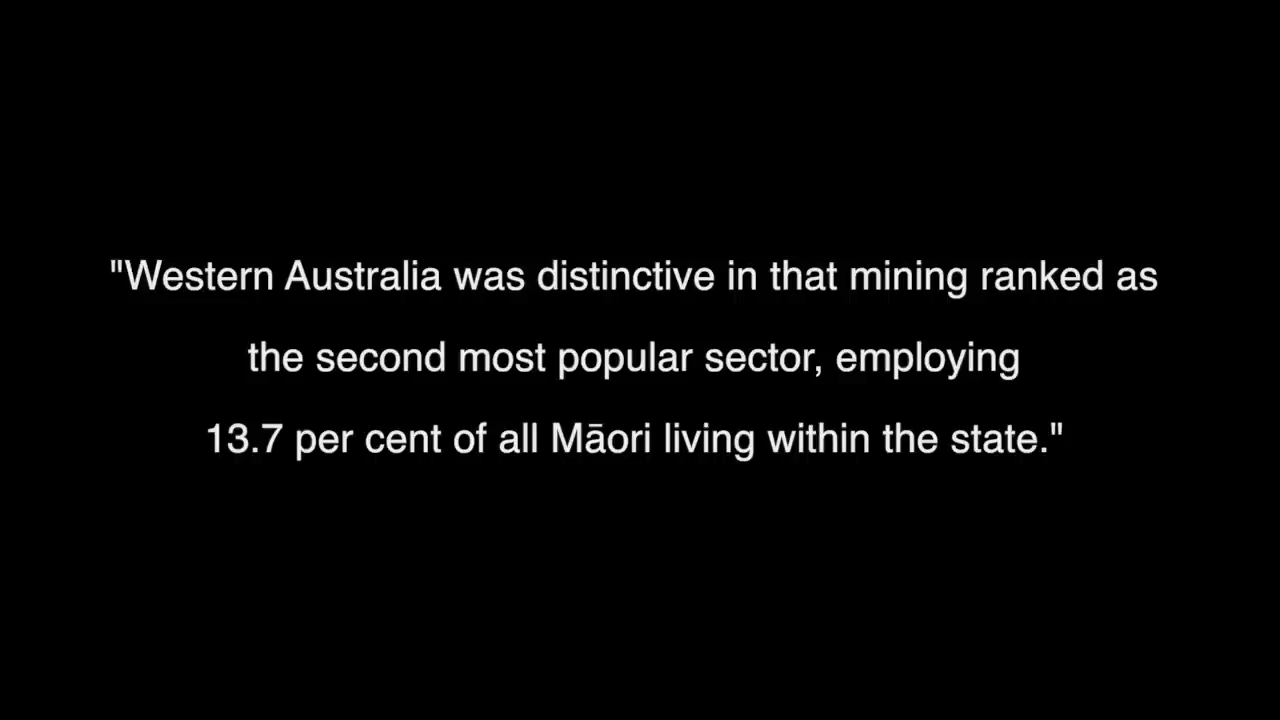 "Western Australia was distinctive in that mining ranked as
the second most popular sector, employing
13.7 per cent of all Māori living within the state."